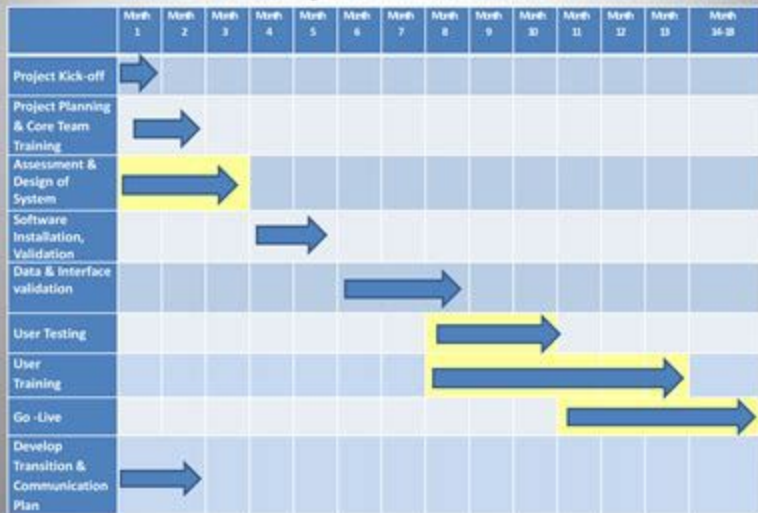 Month Month Month Month Month Month Month Month Month Month Month Month Month Month
1 2 3 4 5 6 7 8 9 10 11 12 13 14-18
Project Kick-off
Project Planning
& Core Team
Training
Assessment &
Design of
System
Software
Installation,
Validation
Data & Interface
validation
User Testing
User
Training
Go -Live
Develop
Transition &
Communication
Plan